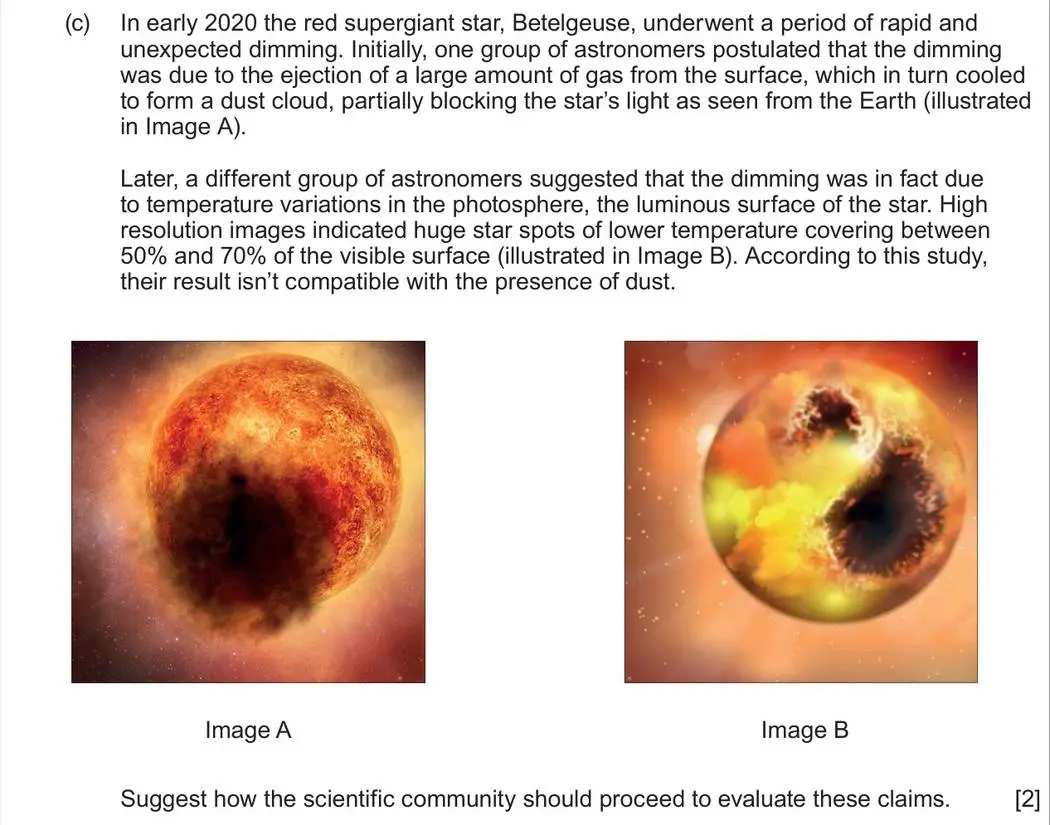 (c) In early 2020 the red supergiant star, Betelgeuse, underwent a period of rapid and
unexpected dimming. Initially, one group of astronomers postulated that the dimming
was due to the ejection of a large amount of gas from the surface, which in turn cooled
to form a dust cloud, partially blocking the star’s light as seen from the Earth (illustrated
in Image A).
Later, a different group of astronomers suggested that the dimming was in fact due
to temperature variations in the photosphere, the luminous surface of the star. High
resolution images indicated huge star spots of lower temperature covering between
50% and 70% of the visible surface (illustrated in Image B). According to this study,
their result isn’t compatible with the presence of dust.
Image A
Image B
Suggest how the scientific community should proceed to evaluate these claims. [2]